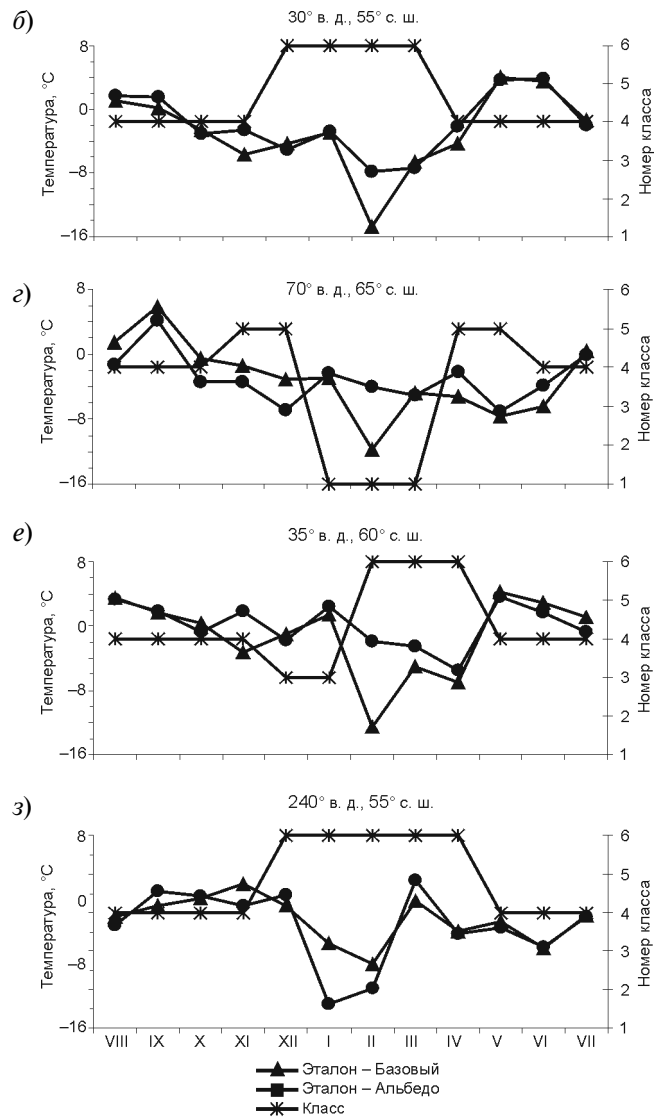 б)
30° в. д., 55° с. ш.
Температура, °С
8
0
–8
–16
6
5
4
3
2
1
Номер класса
г)
70° в. д., 65° с. ш.
Температура, °С
8
0
–8
–16
6
5
4
3
2
1
Номер класса
е)
35° в. д., 60° с. ш.
Температура, °С
8
0
–8
–16
6
5
4
3
2
1
Номер класса
з)
240° в. д., 55° с. ш.
Температура, °С
8
0
–8
–16
6
5
4
3
2
1
Номер класса
VIII IX X XI XII I II III IV V VI VII
Эталон – Базовый
Эталон – Альбедо
Класс